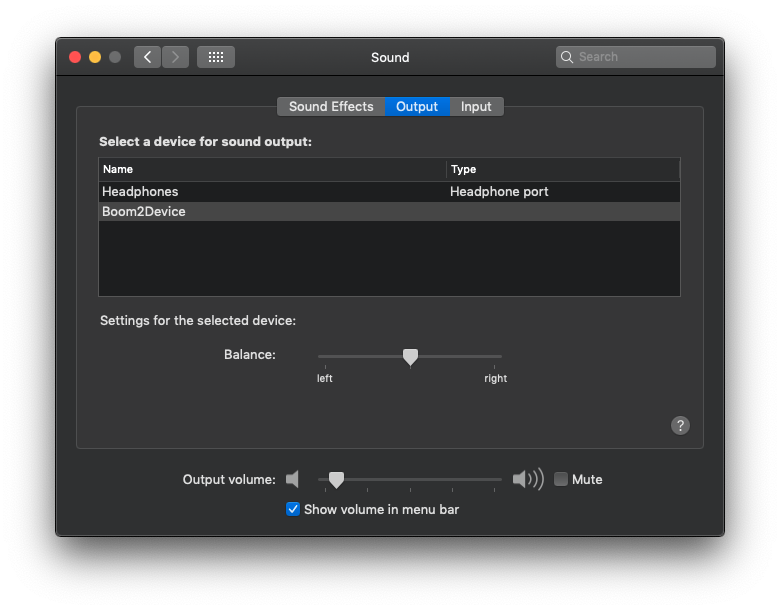 Sound
Search
Sound Effects Output Input
Select a device for sound output:
Name Type
Headphones Headphone port
Boom2Device
Settings for the selected device:
Balance:
left right
?
Output volume: Mute
Show volume in menu bar